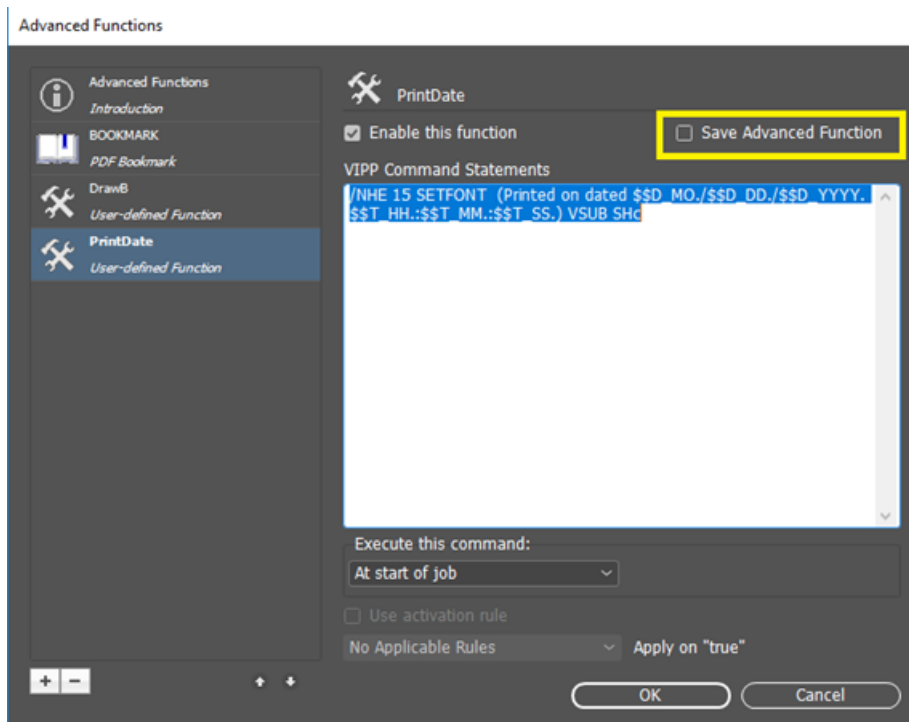 Advanced Functions
Advanced Functions
Introduction
BOOKMARK
PDF Bookmark
DrawB
User-defined Function
PrintDate
User-defined Function
PrintDate
Enable this function
Save Advanced Function
VIPP Command Statements
/NHE 15 SETFONT (Printed on dated $$D_MO./$$D_DD./$$D_YYYY.
$$T_HH.:$$T_MM.:$$T_SS.) VSUB SHc
Execute this command:
At start of job
Use activation rule
No Applicable Rules
Apply on "true"
OK
Cancel